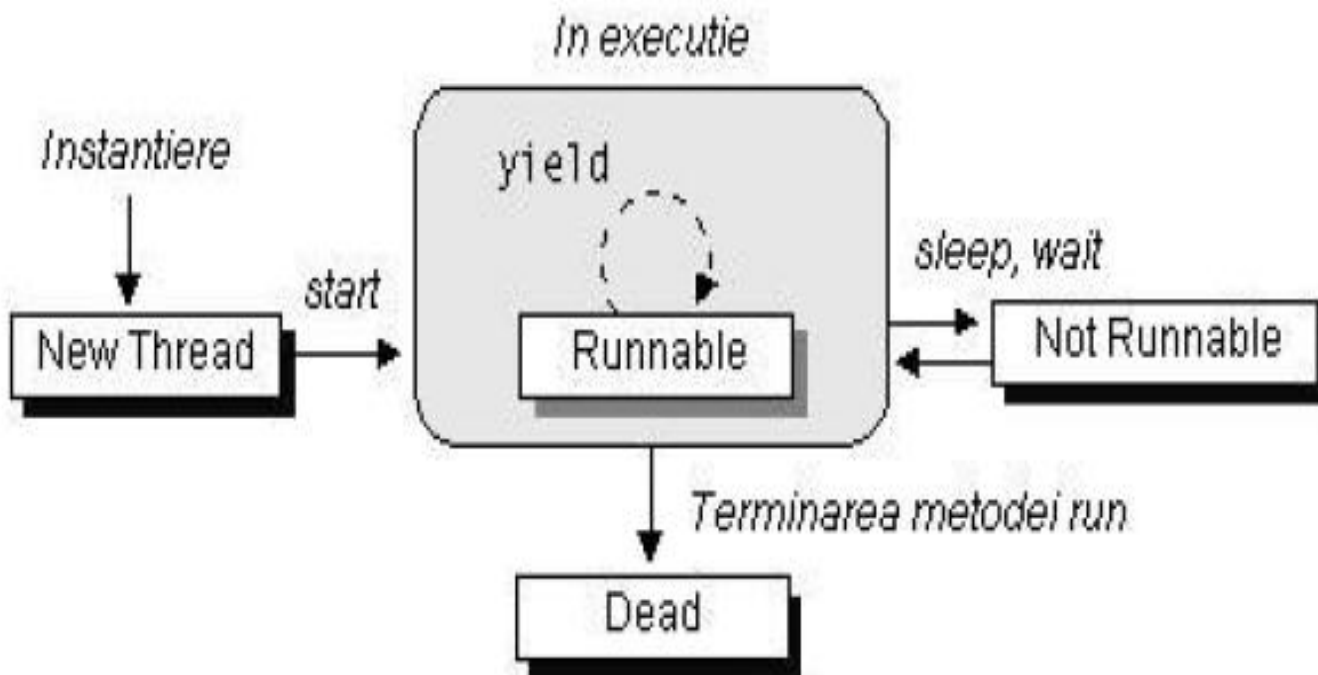 In executie
Instantiere
yield
start
sleep, wait
New Thread
Runnable
Not Runnable
Terminarea metodei run
Dead